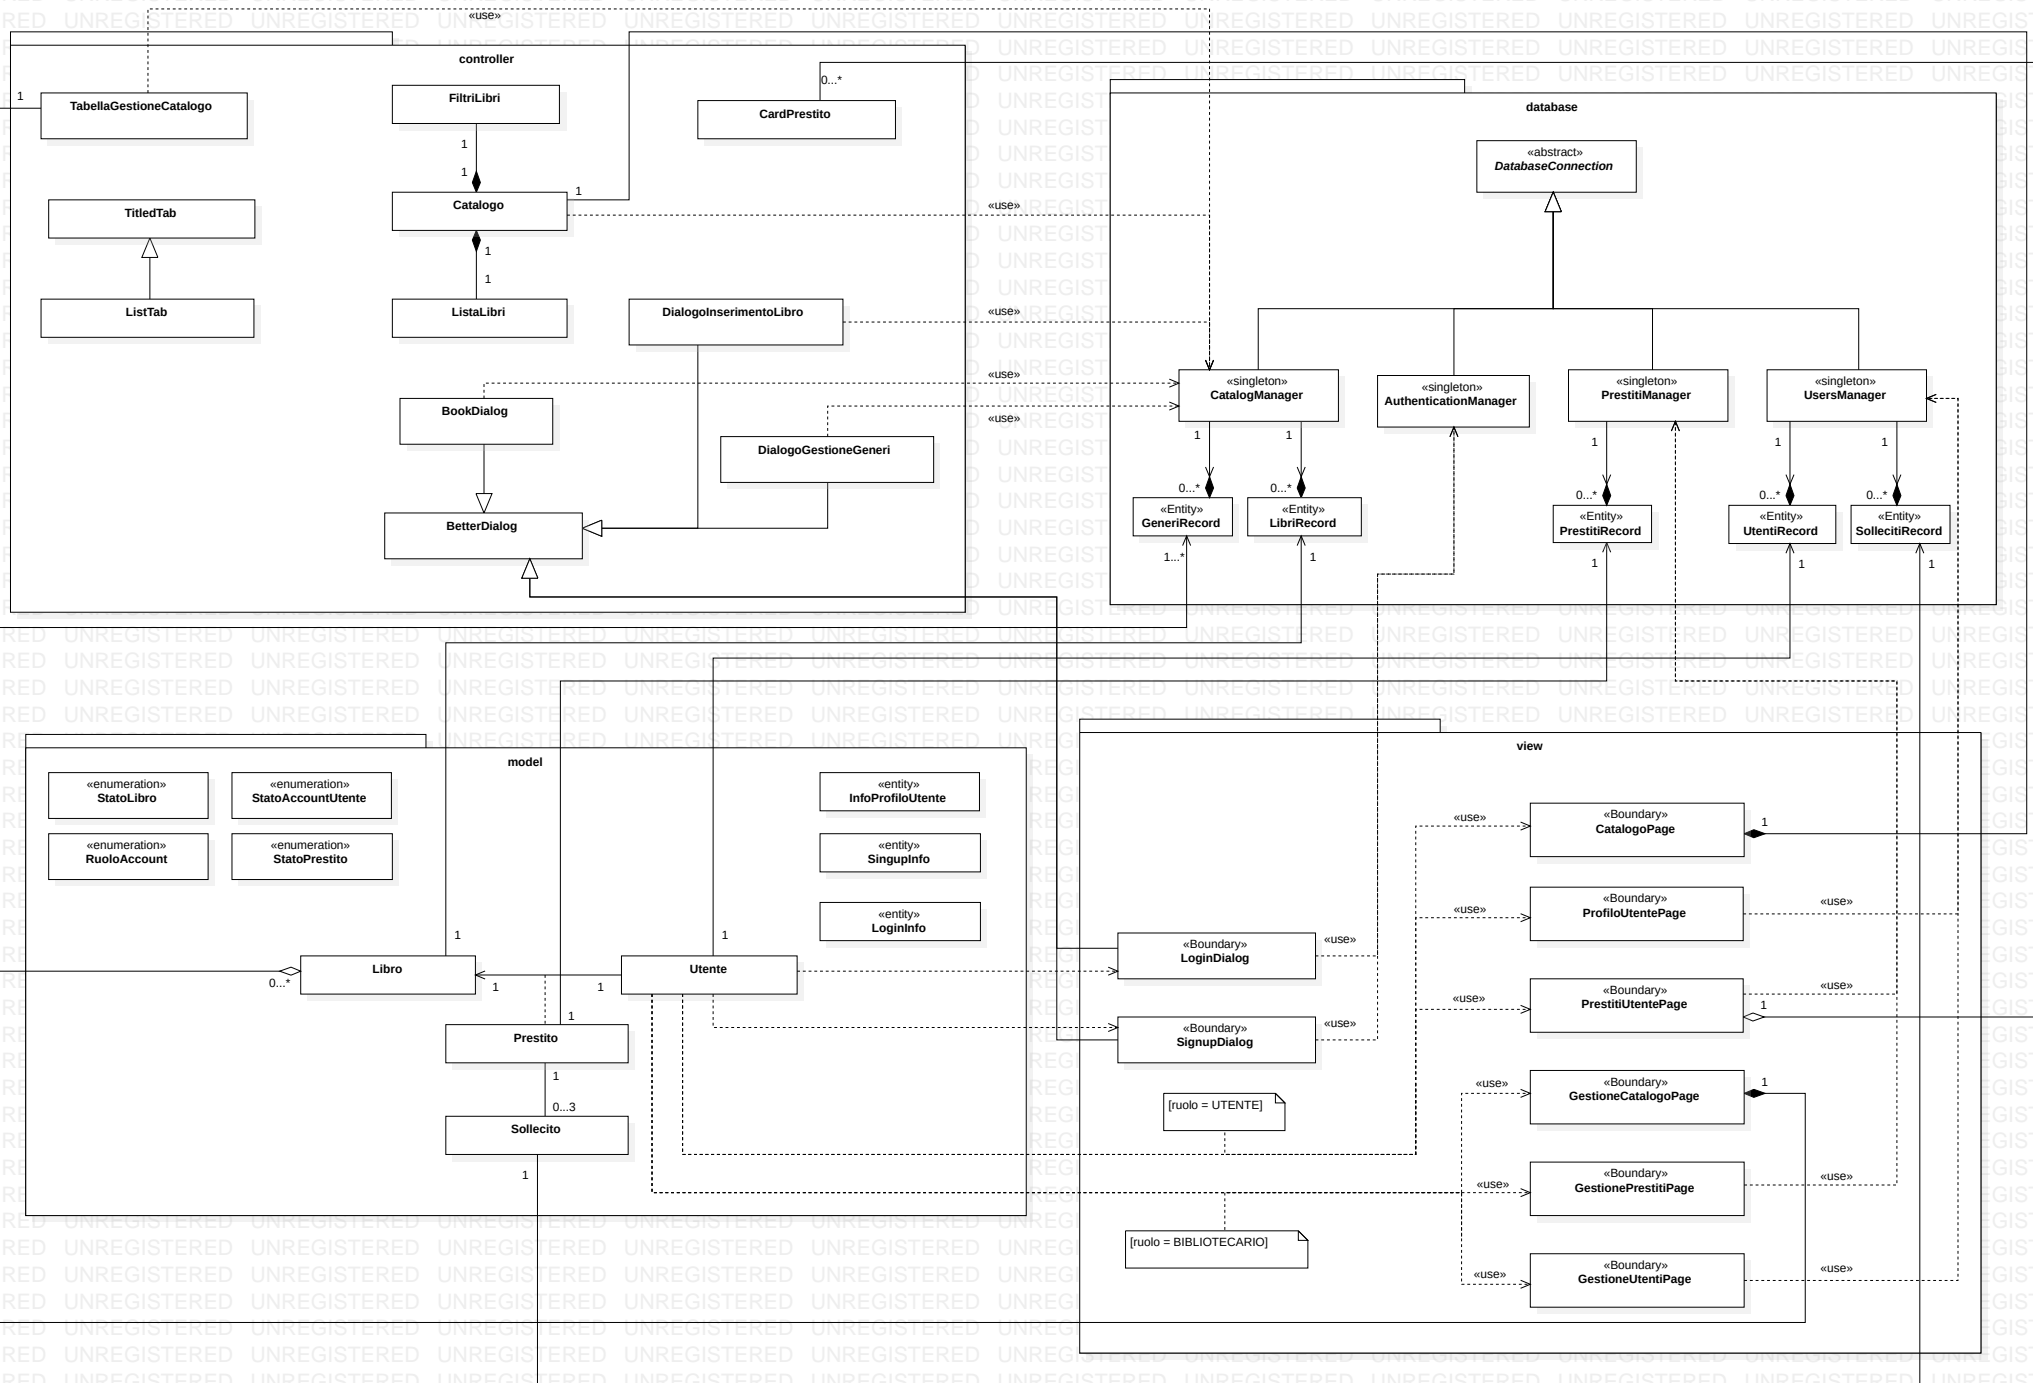 «use»
controller
1
TabellaGestioneCatalogo
FiltriLibri
0...*
CardPrestito
1
1
TitledTab
Catalogo
1
«use»
1
1
ListTab
ListaLibri
DialogoInserimentoLibro
«use»
«use»
BookDialog
«use»
DialogoGestioneGeneri
BetterDialog
database
«abstract»
DatabaseConnection
«singleton»
CatalogManager
«singleton»
AuthenticationManager
«singleton»
PrestitiManager
«singleton»
UsersManager
1
1
1
1
1
0...*
0...*
0...*
0...*
0...*
«Entity»
GeneriRecord
«Entity»
LibriRecord
«Entity»
PrestitiRecord
«Entity»
UtentiRecord
«Entity»
SollecitiRecord
1...*
1
1
1
1
model
«enumeration»
StatoLibro
«enumeration»
StatoAccountUtente
«entity»
InfoProfiloUtente
«enumeration»
RuoloAccount
«enumeration»
StatoPrestito
«entity»
SingupInfo
«entity»
LoginInfo
1
1
Libro
Utente
0...*
1
1
1
Prestito
1
0...3
Sollecito
1
view
«Boundary»
CatalogoPage
«use»
1
«Boundary»
ProfiloUtentePage
«use»
«use»
«Boundary»
LoginDialog
«use»
«Boundary»
PrestitiUtentePage
«use»
«use»
1
«Boundary»
SignupDialog
«use»
«Boundary»
GestioneCatalogoPage
«use»
1
[ruolo = UTENTE]
«Boundary»
GestionePrestitiPage
«use»
«use»
[ruolo = BIBLIOTECARIO]
«Boundary»
GestioneUtentiPage
«use»
«use»
UNREGISTERED